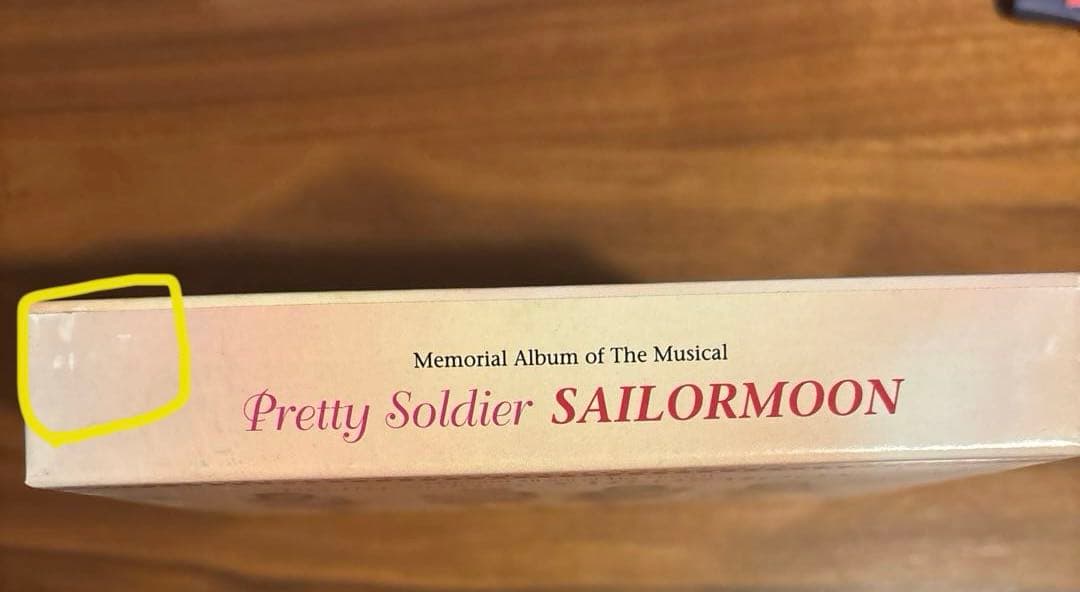 Memorial Album of The Musical
Pretty Soldier SAILORMOON